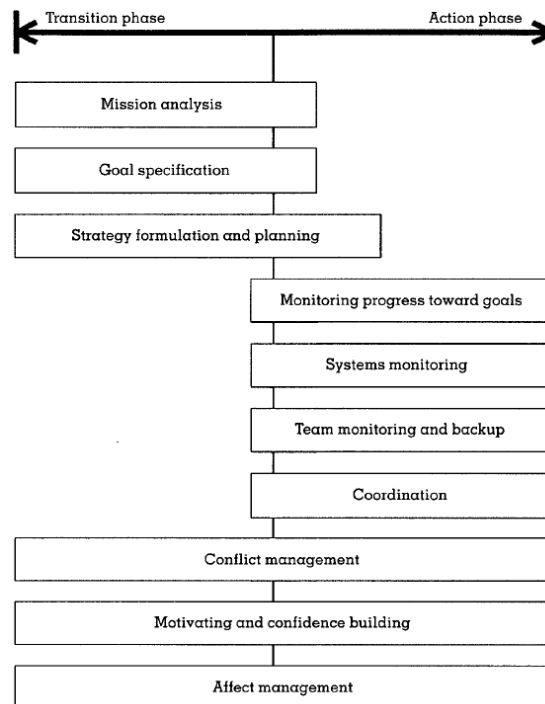 Transition phase
Action phase
Mission analysis
Goal specification
Strategy formulation and planning
Monitoring progress toward goals
Systems monitoring
Team monitoring and backup
Coordination
Conflict management
Motivating and confidence building
Affect management